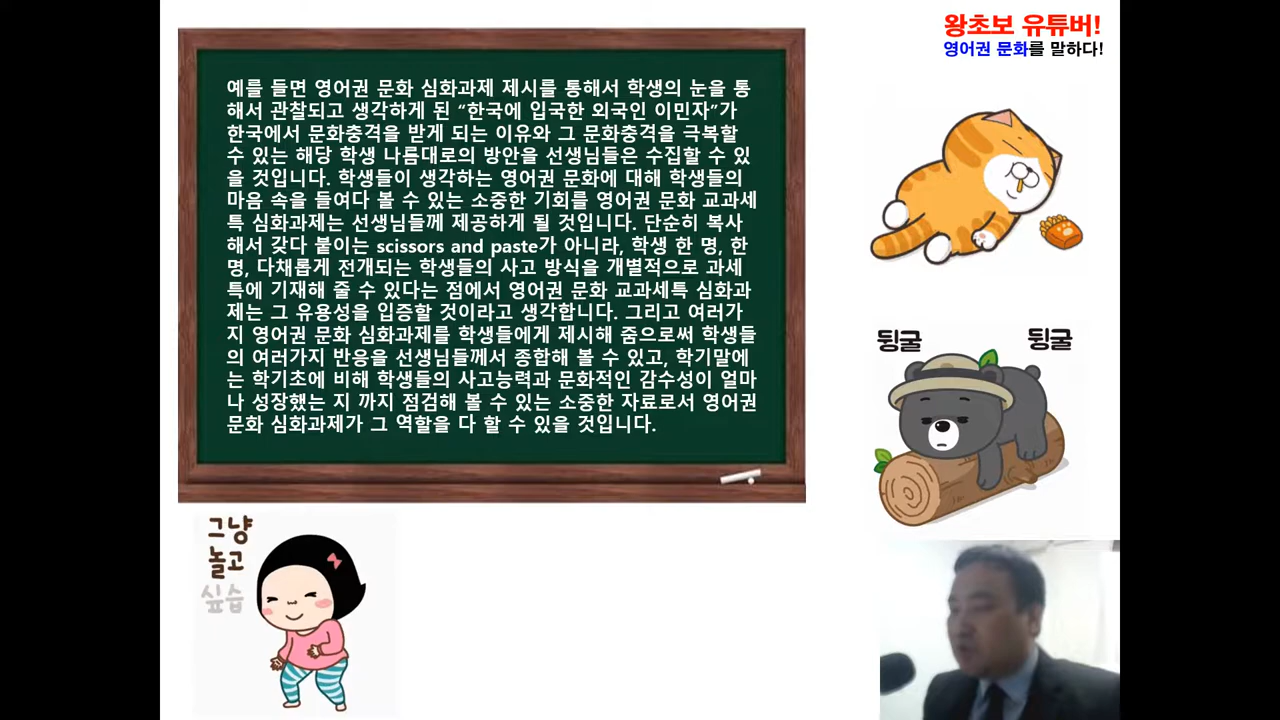 왕초보 유튜버!
영어권 문화를 말하다!
예를 들면 영어권 문화 심화과제 제시를 통해서 학생의 눈을 통
해서 관찰되고 생각하게 된 “한국에 입국한 외국인 이민자”가
한국에서 문화충격을 받게 되는 이유와 그 문화충격을 극복할
수 있는 해당 학생 나름대로의 방안을 선생님들은 수집할 수 있
을 것입니다. 학생들이 생각하는 영어권 문화에 대해 학생들의
마음 속을 들여다 볼 수 있는 소중한 기회를 영어권 문화 교과세
특 심화과제는 선생님들께 제공하게 될 것입니다. 단순히 복사
해서 갖다 붙이는 scissors and paste가 아니라, 학생 한 명, 한
명, 다채롭게 전개되는 학생들의 사고 방식을 개별적으로 과세
특에 기재해 줄 수 있다는 점에서 영어권 문화 교과세특 심화과
제는 그 유용성을 입증할 것이라고 생각합니다. 그리고 여러가
지 영어권 문화 심화과제를 학생들에게 제시해 줌으로써 학생들
의 여러가지 반응을 선생님들께서 종합해 볼 수 있고, 학기말에
는 학기초에 비해 학생들의 사고능력과 문화적인 감수성이 얼마
나 성장했는 지 까지 점검해 볼 수 있는 소중한 자료로서 영어권
문화 심화과제가 그 역할을 다 할 수 있을 것입니다.
뒹굴 뒹굴
그냥
놀고
싶습